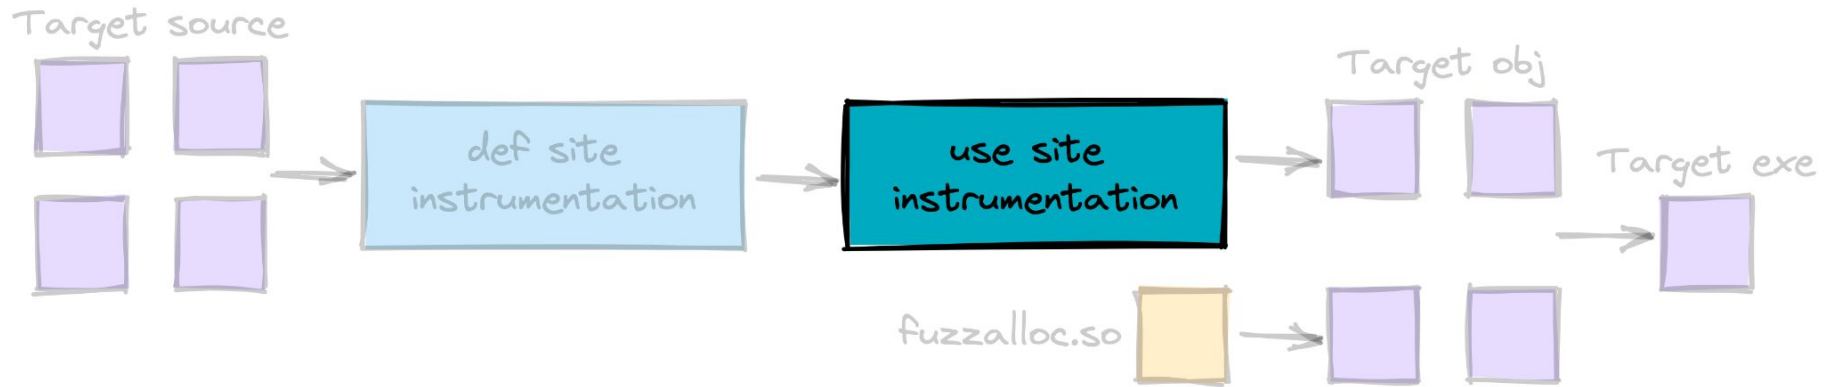 Target source
def site
instrumentation
use site
instrumentation
Target obj
Target exe
fuzzalloc.so